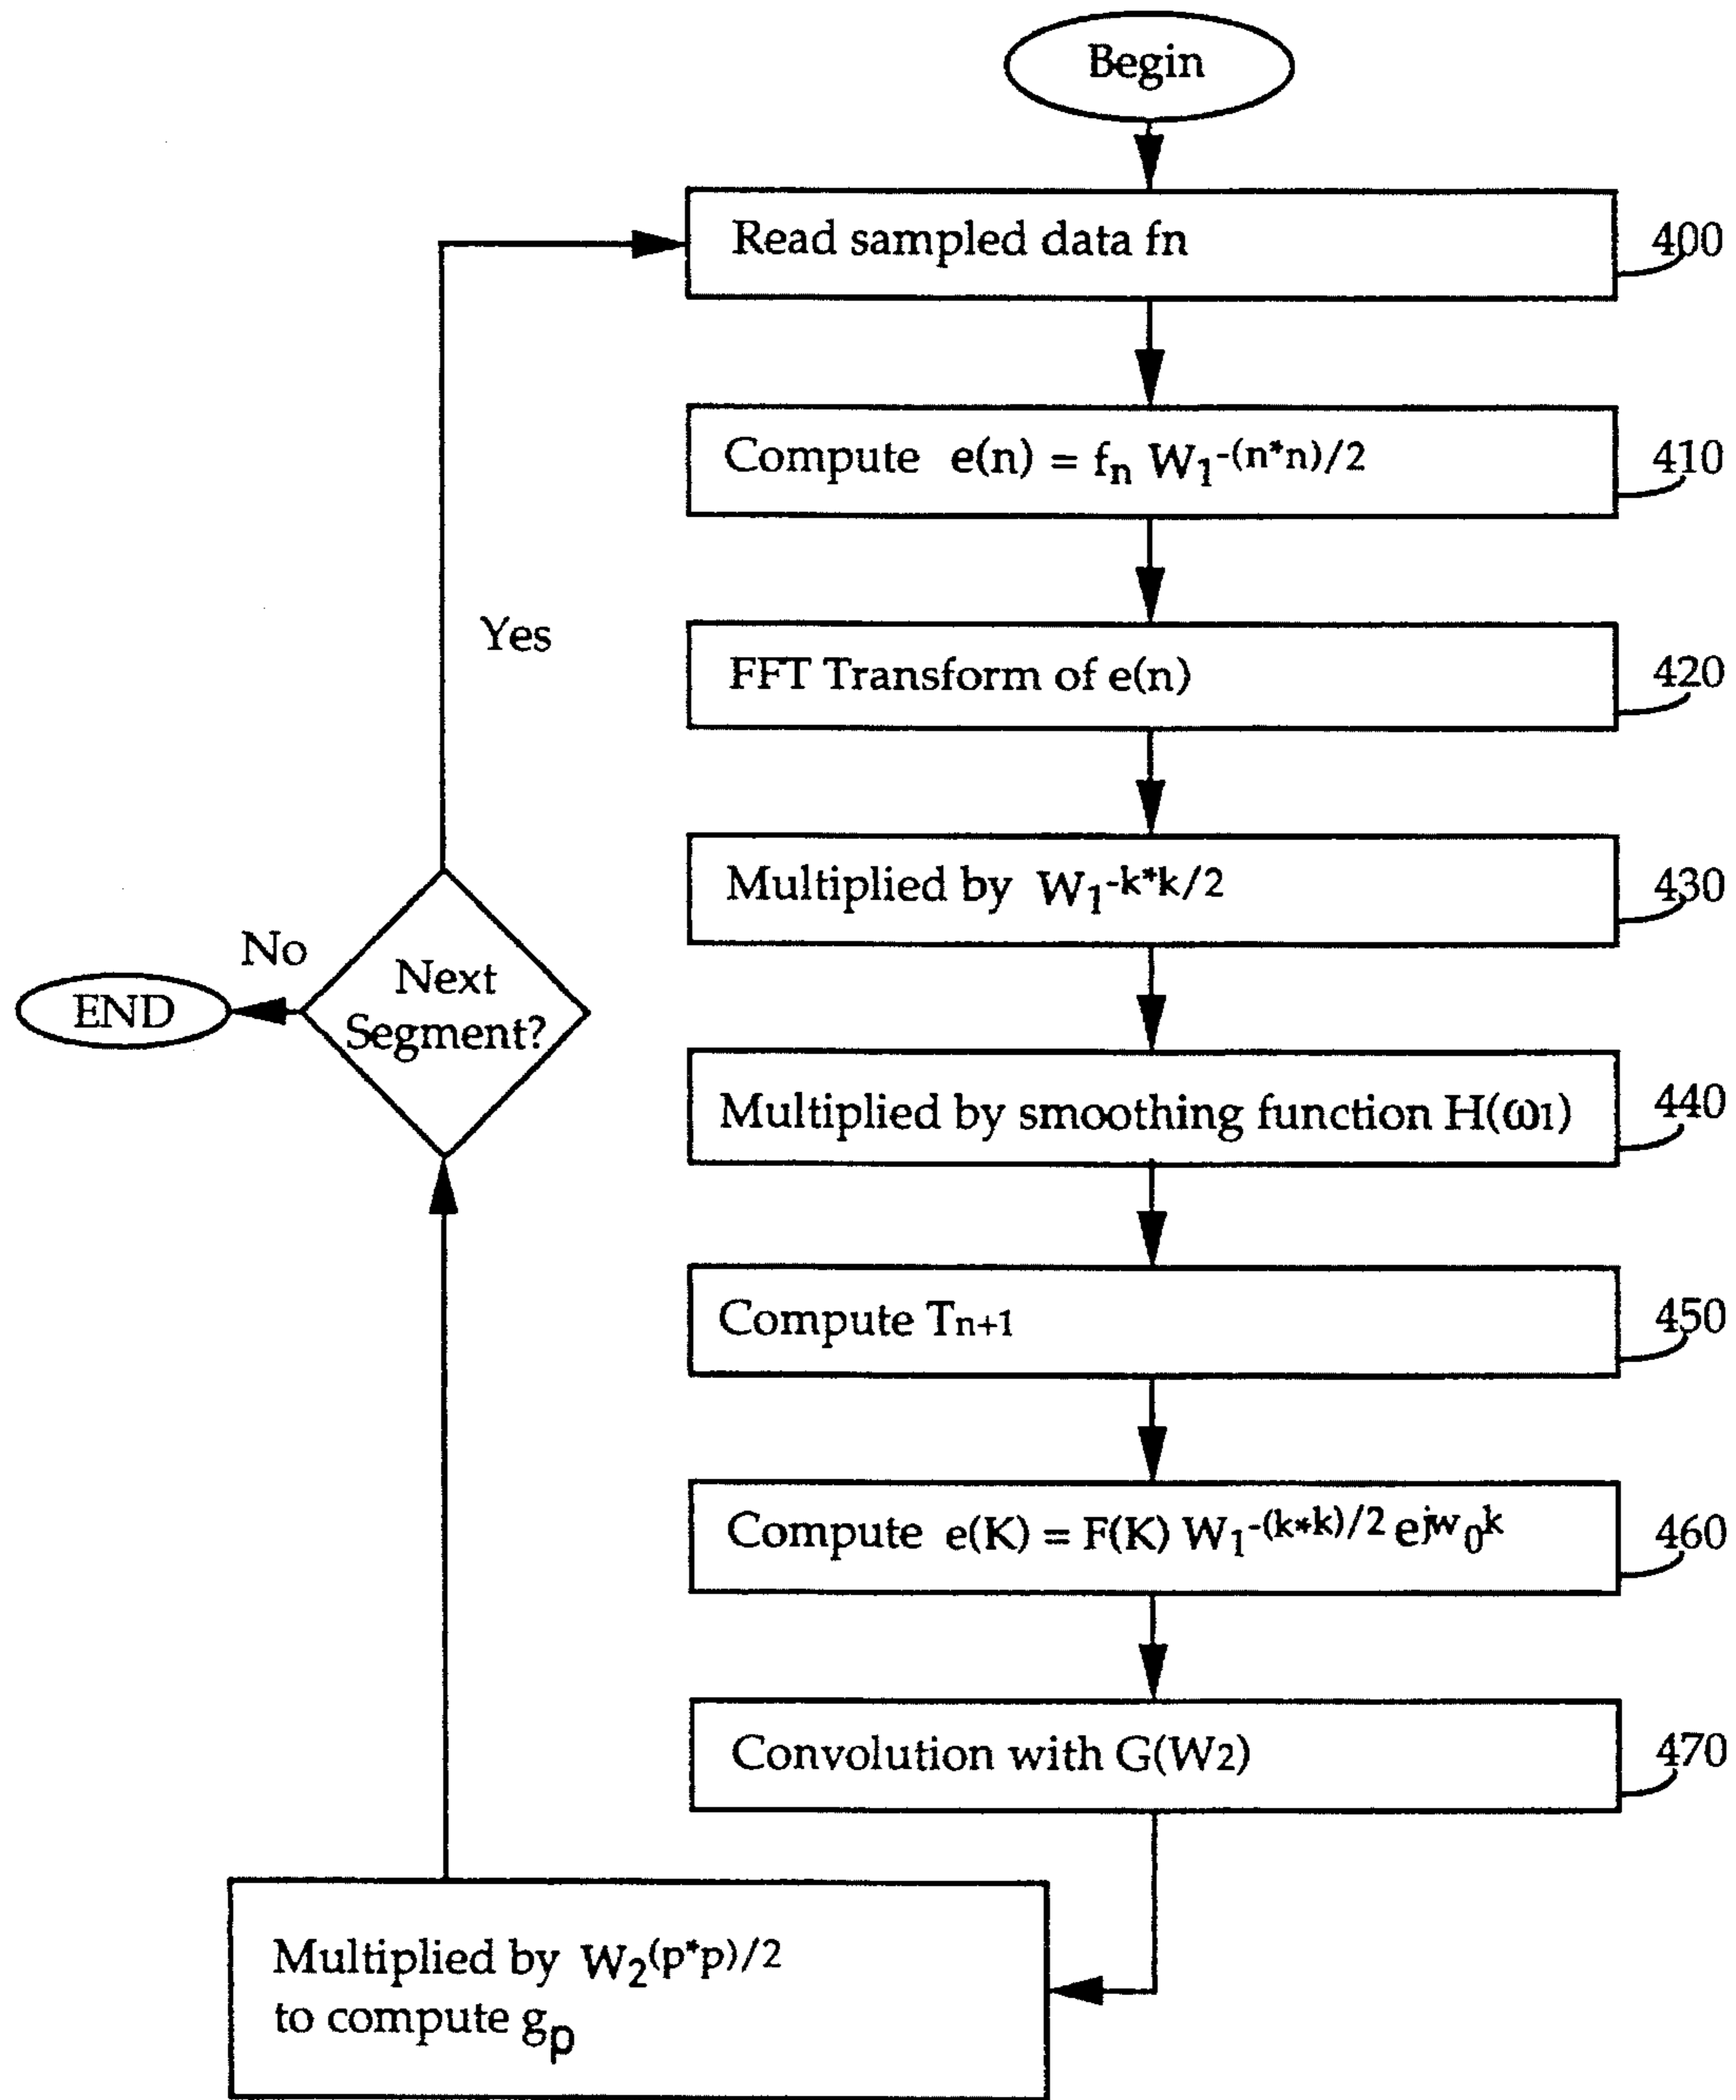 Begin
Read sampled data fn
400
Compute e(n) = fn W1-(n*n)/2
410
FFT Transform of e(n)
420
Multiplied by W1-k*k/2
430
Multiplied by smoothing function H(ω1)
440
Compute Tn+1
450
Compute e(K) = F(K) W1-(k*k)/2 ejw0k
460
Convolution with G(W2)
470
Multiplied by W2(p*p)/2
to compute gp
Next
Segment?
Yes
No
END